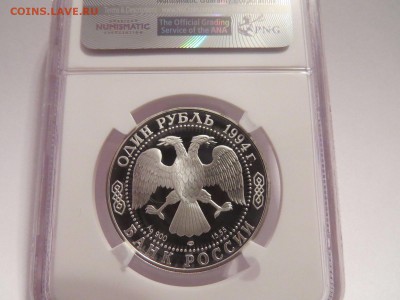 COINS.LAVE.RU
NUMISMATIC
The Official Grading
Service of the ANA
PNG
ОДИН РУБЛЬ 1994 г.
Ag 900
15,55
БАНК РОССИИ